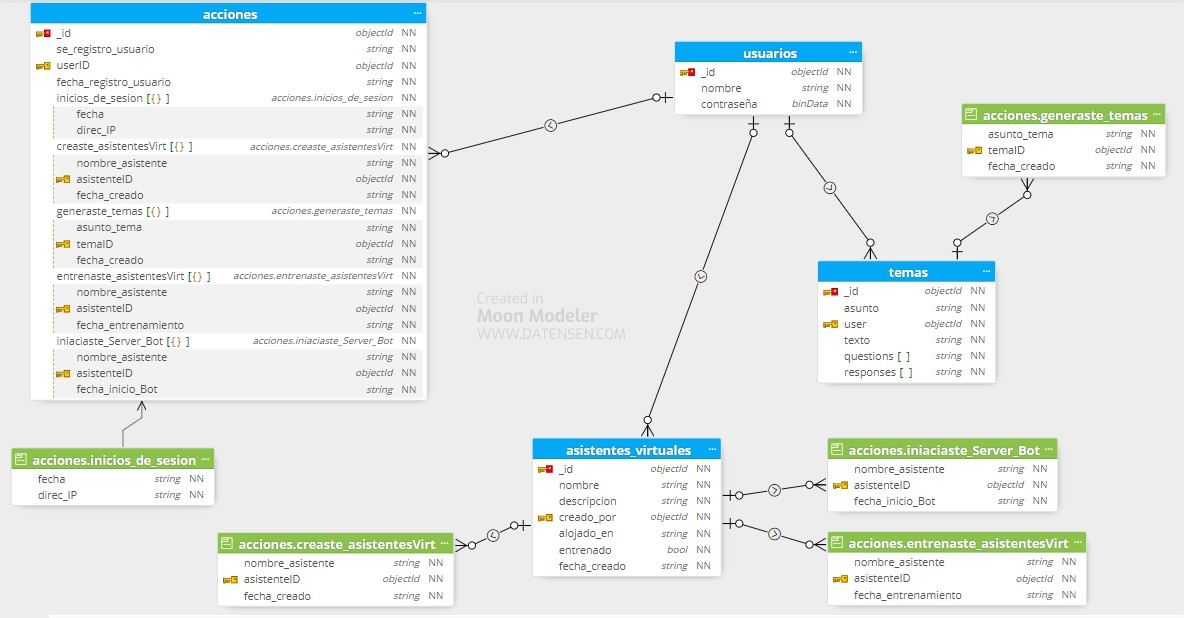 acciones ...
_id objectId NN
se_registro_usuario string NN
userID objectId NN
fecha_registro_usuario string NN
inicios_de_sesion [{} ] acciones.inicios_de_sesion NN
fecha string NN
direc_IP string NN
creaste_asistentesVirt [{} ] acciones.creaste_asistentesVirt NN
nombre_asistente string NN
asistenteID objectId NN
fecha_creado string NN
generaste_temas [{} ] acciones.generaste_temas NN
asunto_tema string NN
temaID objectId NN
fecha_creado string NN
entrenaste_asistentesVirt [{} ] acciones.entrenaste_asistentesVirt NN
nombre_asistente string NN
asistenteID objectId NN
fecha_entrenamiento string NN
iniaciaste_Server_Bot [{} ] acciones.iniaciaste_Server_Bot NN
nombre_asistente string NN
asistenteID objectId NN
fecha_inicio_Bot string NN
usuarios ...
_id objectId NN
nombre string NN
contraseña binData NN
acciones.generaste_temas ...
asunto_tema string NN
temaID objectId NN
fecha_creado string NN
temas ...
_id objectId NN
asunto string NN
user objectId NN
texto string NN
questions [ ] string NN
responses [ ] string NN
Created in
Moon Modeler
WWW.DATENSEN.COM
acciones.inicios_de_sesion ...
fecha string NN
direc_IP string NN
asistentes_virtuales ...
_id objectId NN
nombre string NN
descripcion string NN
creado_por objectId NN
alojado_en string NN
entrenado bool NN
fecha_creado string NN
acciones.iniaciaste_Server_Bot ...
nombre_asistente string NN
asistenteID objectId NN
fecha_inicio_Bot string NN
acciones.creaste_asistentesVirt ...
nombre_asistente string NN
asistenteID objectId NN
fecha_creado string NN
acciones.entrenaste_asistentesVirt ...
nombre_asistente string NN
asistenteID objectId NN
fecha_entrenamiento string NN